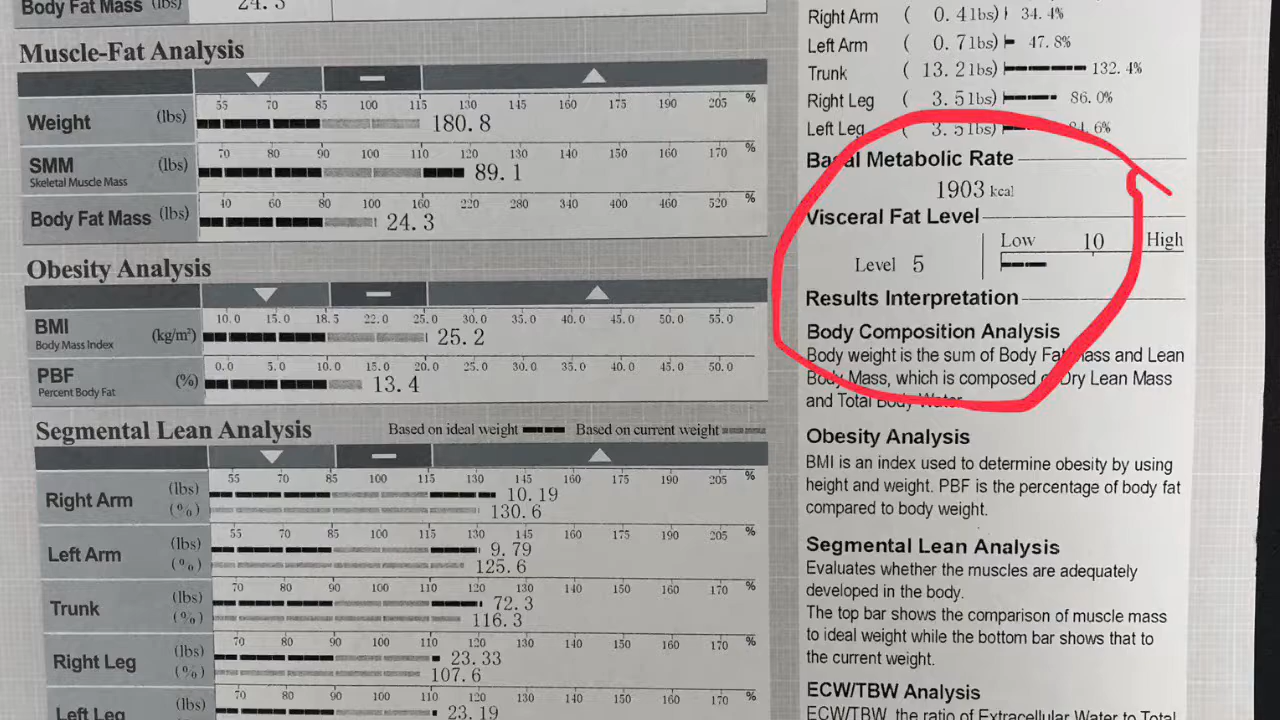 Body Fat Mass (lbs) 24.3
Muscle-Fat Analysis
55 70 85 100 115 130 145 160 175 190 205 %
Weight (lbs) 180.8
70 80 90 100 110 120 130 140 150 160 170 %
SMM (lbs) 89.1
Skeletal Muscle Mass
40 60 80 100 160 220 280 340 400 460 520 %
Body Fat Mass (lbs) 24.3
Obesity Analysis
10.0 15.0 18.5 22.0 25.0 30.0 35.0 40.0 45.0 50.0 55.0
BMI (kg/m²) 25.2
Body Mass Index
0.0 5.0 10.0 15.0 20.0 25.0 30.0 35.0 40.0 45.0 50.0
PBF (%) 13.4
Percent Body Fat
Segmental Lean Analysis Based on ideal weight Based on current weight
55 70 85 100 115 130 145 160 175 190 205 %
Right Arm (lbs) 10.19
(%) 130.6
55 70 85 100 115 130 145 160 175 190 205 %
Left Arm (lbs) 9.79
(%) 125.6
70 80 90 100 110 120 130 140 150 160 170 %
Trunk (lbs) 72.3
(%) 116.3
70 80 90 100 110 120 130 140 150 160 170 %
Right Leg (lbs) 23.33
(%) 107.6
70 80 90 100 110 120 130 140 150 160 170 %
Left Leg (lbs) 23.19
Right Arm ( 0.4lbs) 34.4%
Left Arm ( 0.7lbs) 47.8%
Trunk ( 13.2lbs) 132.4%
Right Leg ( 3.5lbs) 86.0%
Left Leg ( 3.5lbs)
Basal Metabolic Rate
1903 kcal
Visceral Fat Level
Low 10 High
Level 5
Results Interpretation
Body Composition Analysis
Body weight is the sum of Body Fat Mass and Lean
Body Mass, which is composed of Dry Lean Mass
and Total Body Water.
Obesity Analysis
BMI is an index used to determine obesity by using
height and weight. PBF is the percentage of body fat
compared to body weight.
Segmental Lean Analysis
Evaluates whether the muscles are adequately
developed in the body.
The top bar shows the comparison of muscle mass
to ideal weight while the bottom bar shows that to
the current weight.
ECW/TBW Analysis
ECW/TBW, the ratio of Extracellular Water to Total